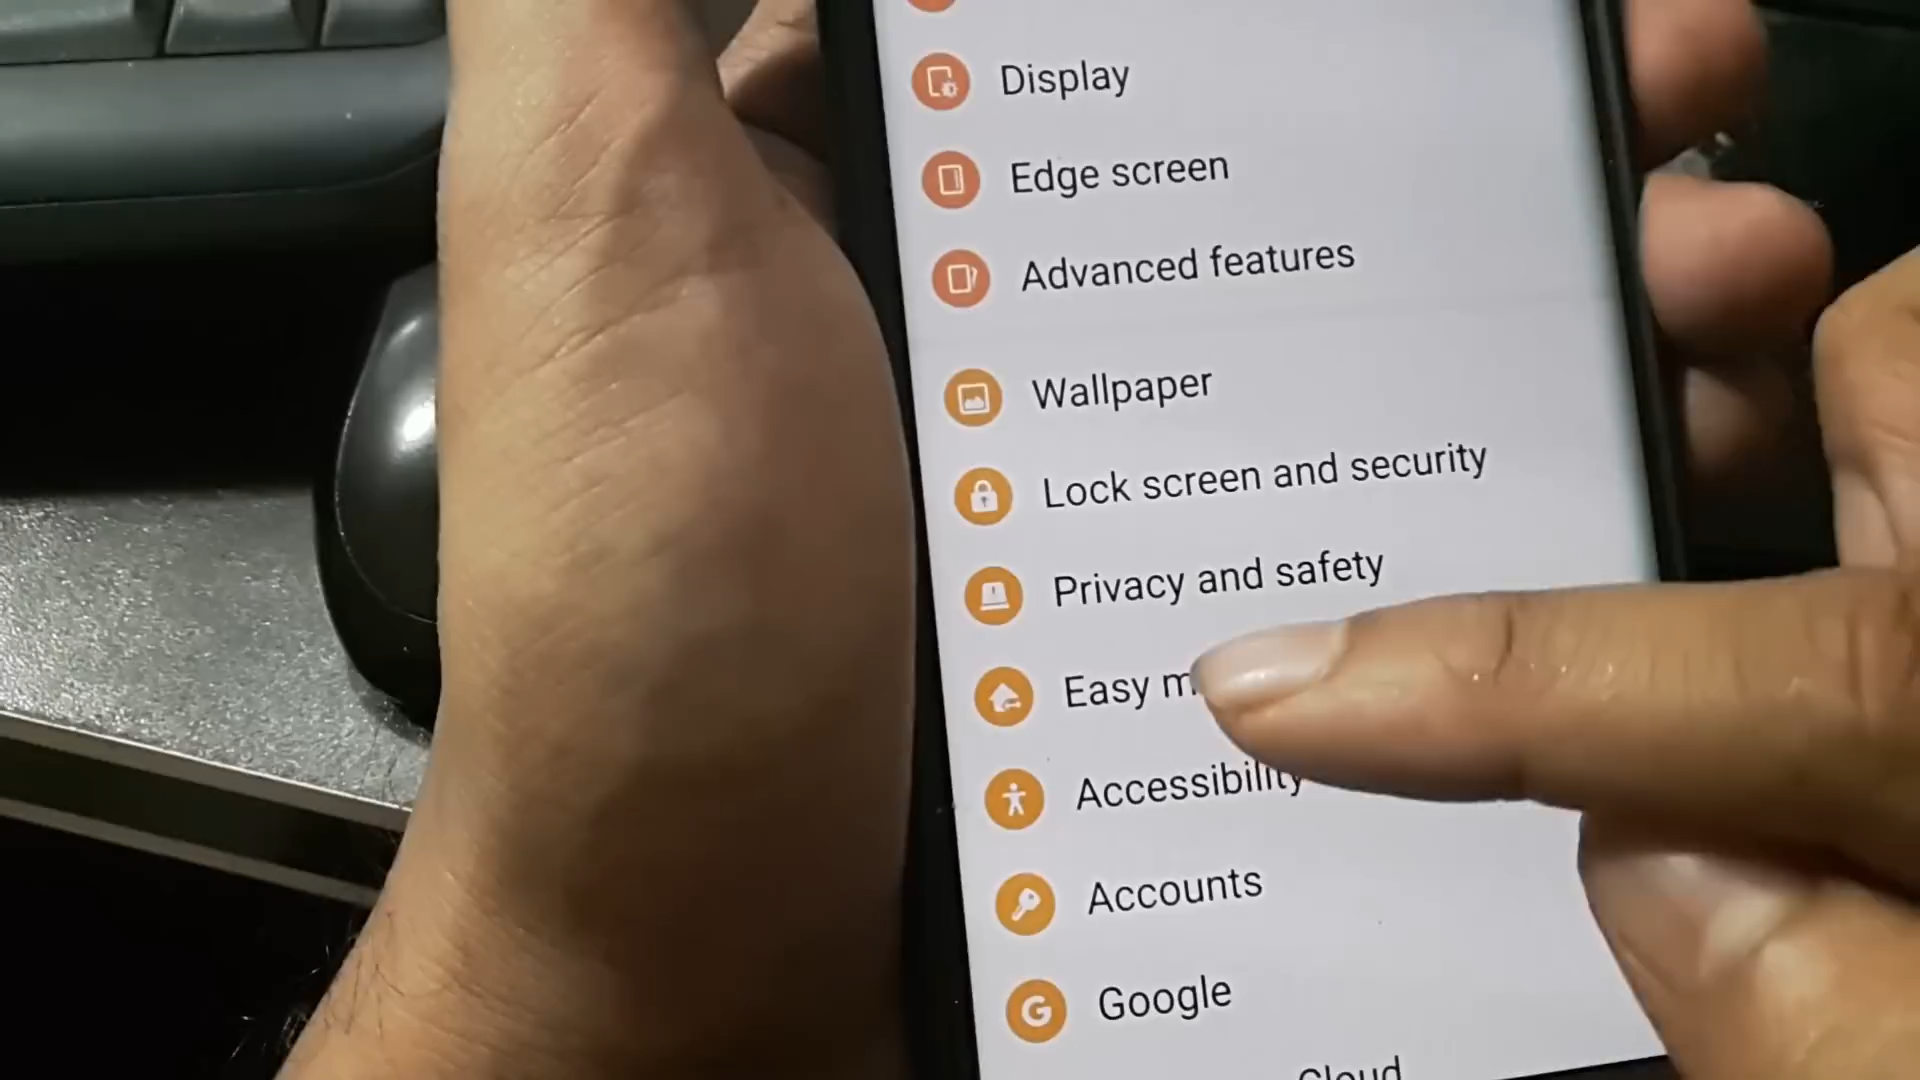 Display
Edge screen
Advanced features
Wallpaper
Lock screen and security
Privacy and safety
Easy m
Accessibility
Accounts
Google
Cloud